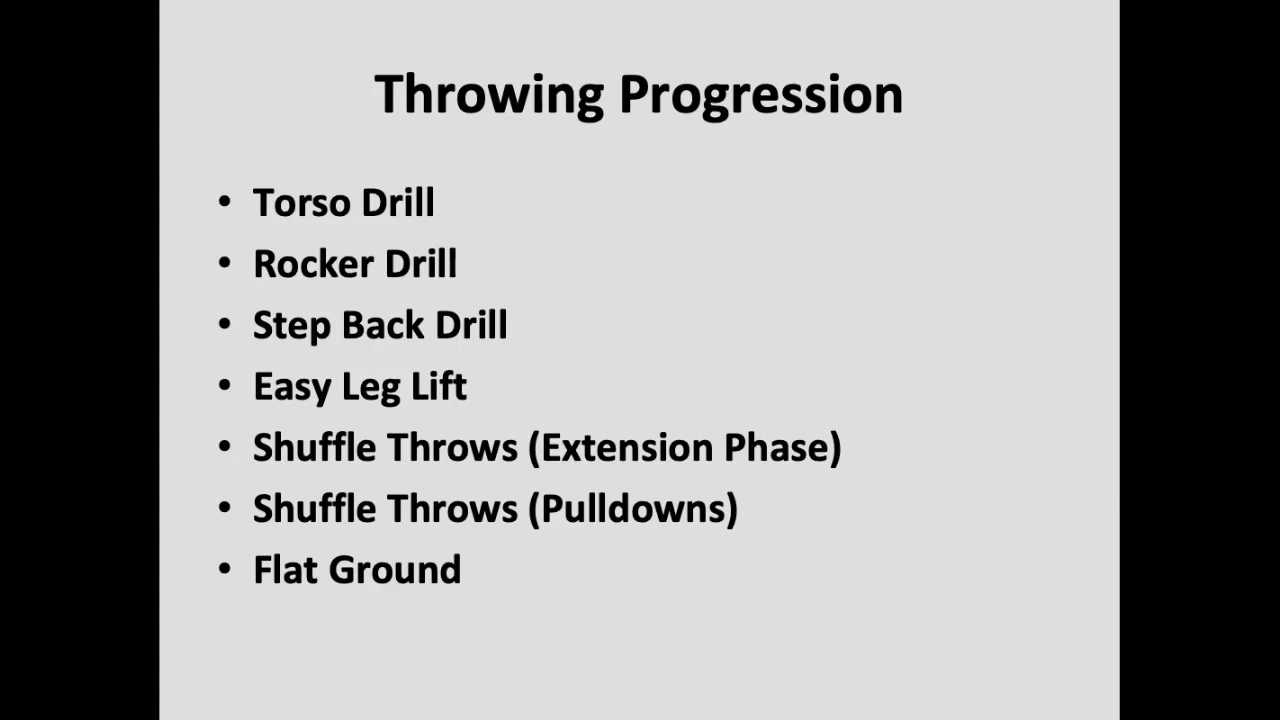 Throwing Progression
• Torso Drill
• Rocker Drill
• Step Back Drill
• Easy Leg Lift
• Shuffle Throws (Extension Phase)
• Shuffle Throws (Pulldowns)
• Flat Ground